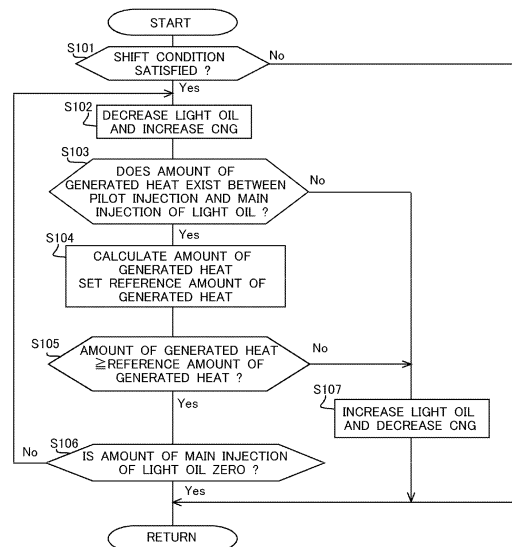 START
S101
SHIFT CONDITION
SATISFIED ?
No
Yes
S102
DECREASE LIGHT OIL
AND INCREASE CNG
S103
DOES AMOUNT OF
GENERATED HEAT EXIST BETWEEN
PILOT INJECTION AND MAIN
INJECTION OF LIGHT OIL ?
No
Yes
S104
CALCULATE AMOUNT OF
GENERATED HEAT
SET REFERENCE AMOUNT OF
GENERATED HEAT
S105
AMOUNT OF GENERATED HEAT
≧REFERENCE AMOUNT OF
GENERATED HEAT ?
No
Yes
S107
INCREASE LIGHT OIL
AND DECREASE CNG
S106
No
IS AMOUNT OF MAIN INJECTION
OF LIGHT OIL ZERO ?
Yes
RETURN